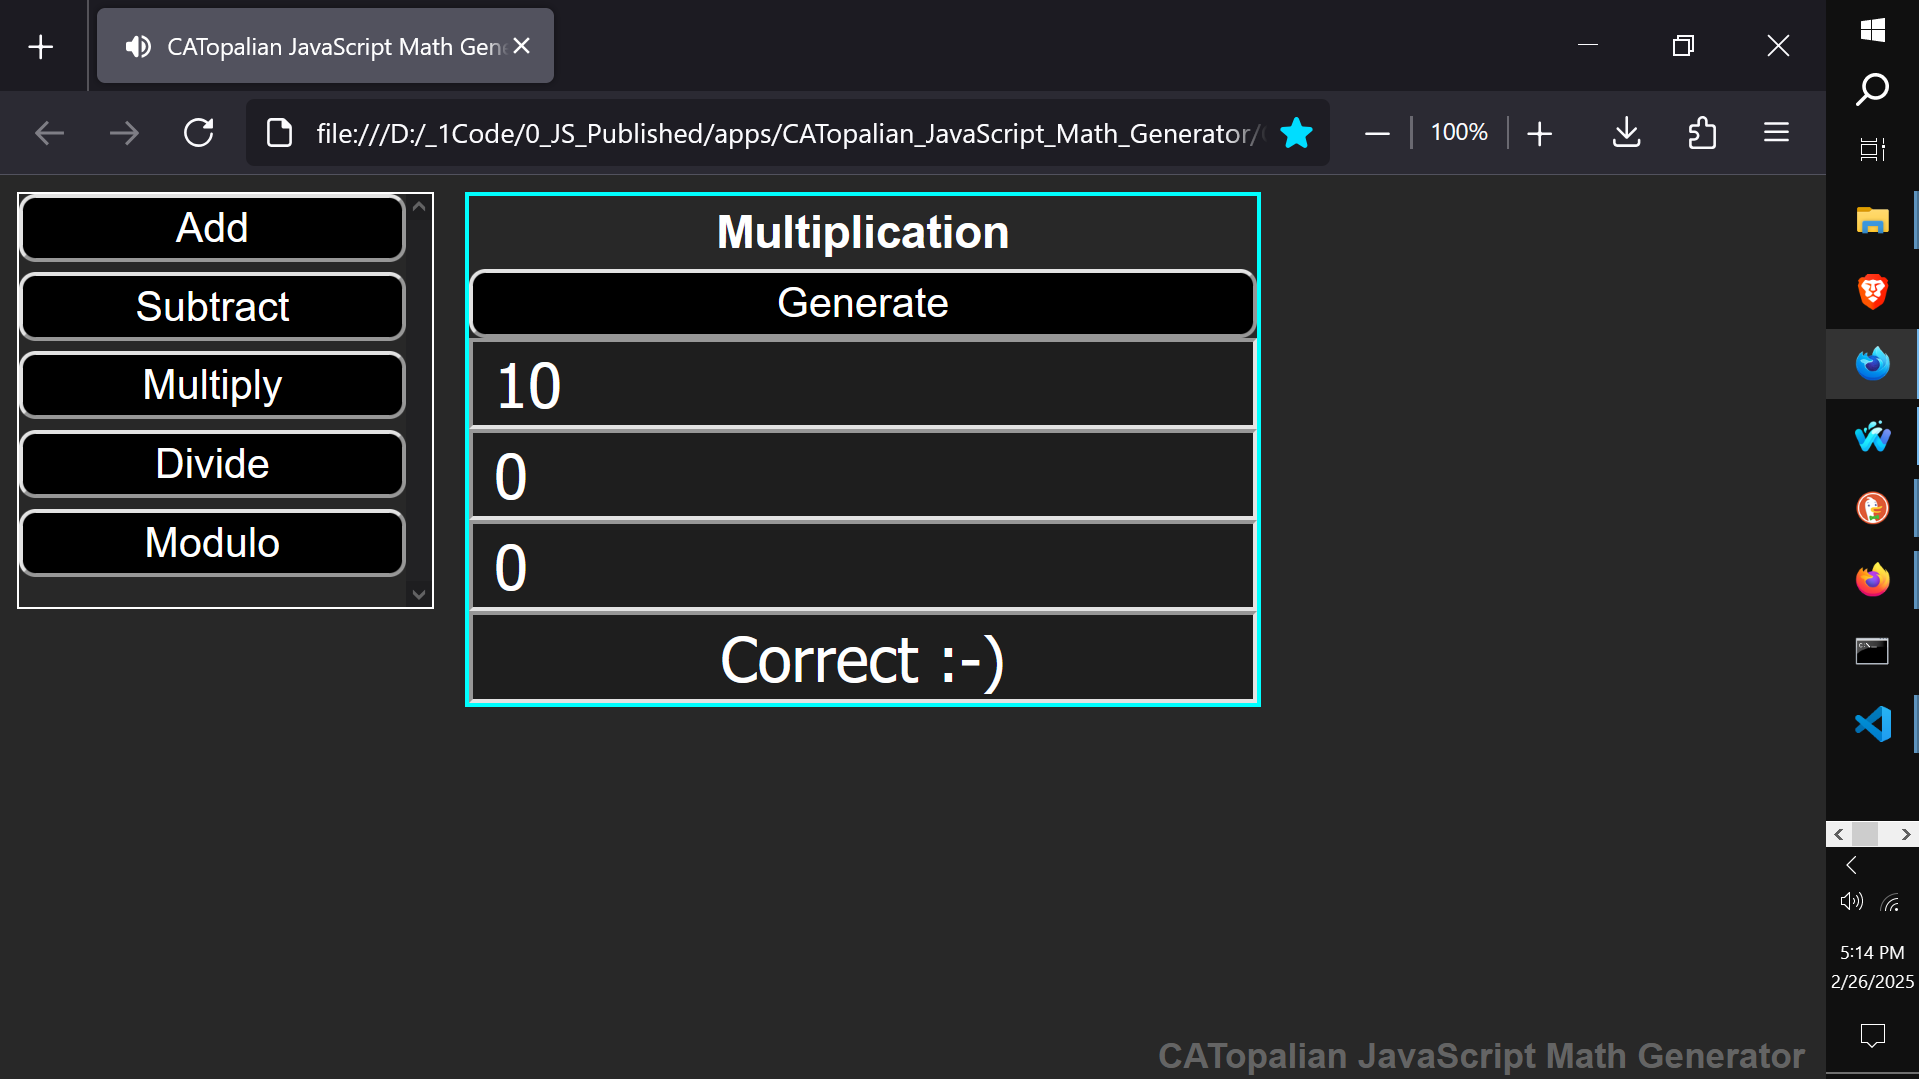 CATopalian JavaScript Math Gen
file:///D:/_1Code/0_JS_Published/apps/CATopalian_JavaScript_Math_Generator/
100%
Add
Subtract
Multiply
Divide
Modulo
Multiplication
Generate
10
0
0
Correct :-)
5:14 PM
2/26/2025
CATopalian JavaScript Math Generator